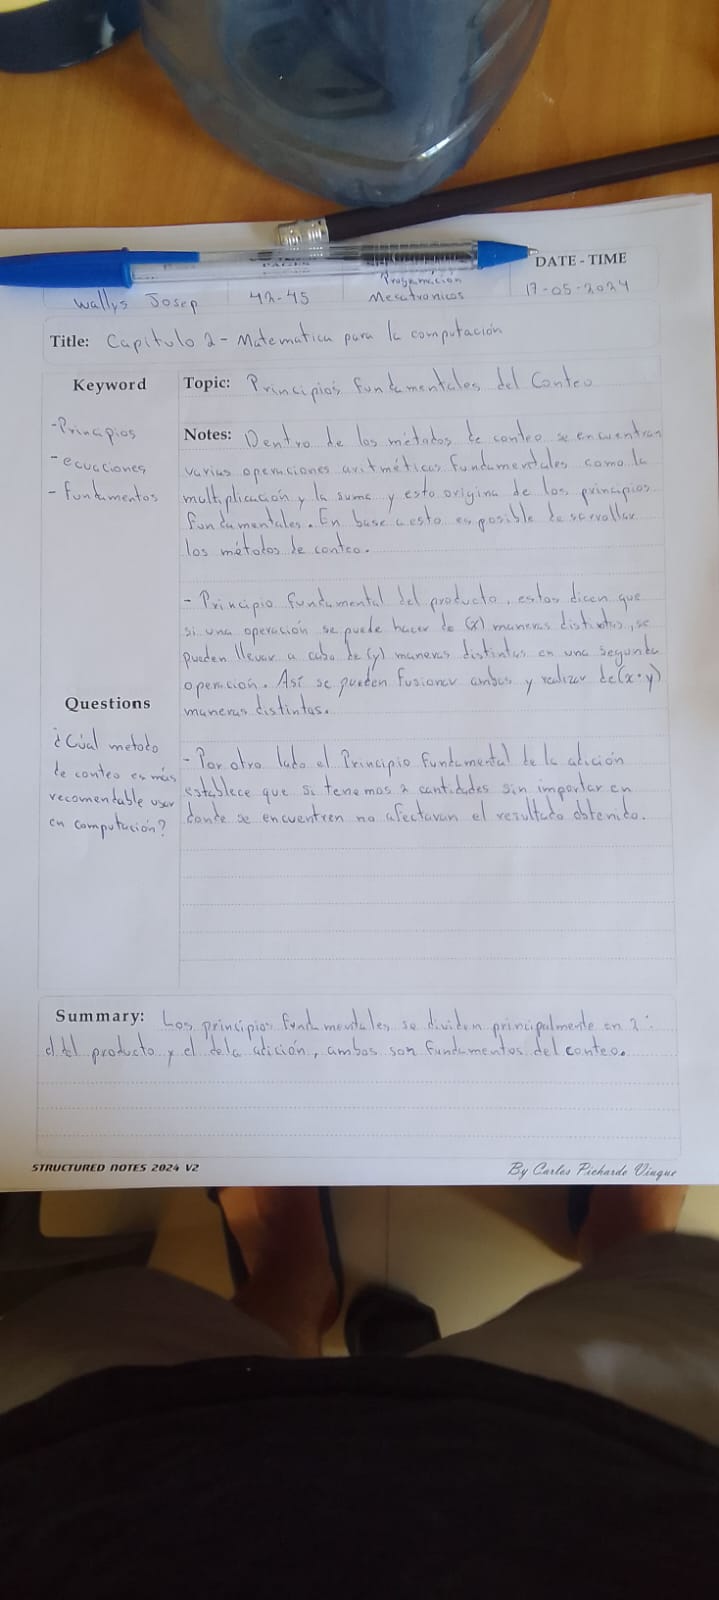 PAGES
DATE - TIME
Wallys Josep
42-45
Programación
Mecatronicos
17-05-2024
Title: Capitulo 2 - Matematica para la computación
Keyword
- Principios
- ecuaciones
- fundamentos
Topic: Principios Fundamentales del Conteo
Notes: Dentro de los métodos de conteo se encuentran
varias operaciones aritméticas fundamentales como la
multiplicación y la suma y esto origina de los principios
fundamentales. En base a esto es posible desarrollar
los métodos de conteo.
- Principio fundamental del producto, estos dicen que
si una operación se puede hacer de (x) maneras distintas, se
pueden llevar a cabo de (y) maneras distintas en una segunda
operación. Así se pueden fusionar ambas y realizar de (x·y)
maneras distintas.
- Por otro lado el Principio Fundamental de la adición
establece que si tenemos 2 cantidades sin importar en
donde se encuentren no afectaran el resultado obtenido.
Questions
¿Cúal metodo
de conteo es más
recomendable usar
en computación?
Summary: Los principios fundamentales se dividen principalmente en 2:
el del producto y el de la adición, ambos son fundamentos del conteo.
STRUCTURED NOTES 2024 V2
By Carlos Pichardo Viuque